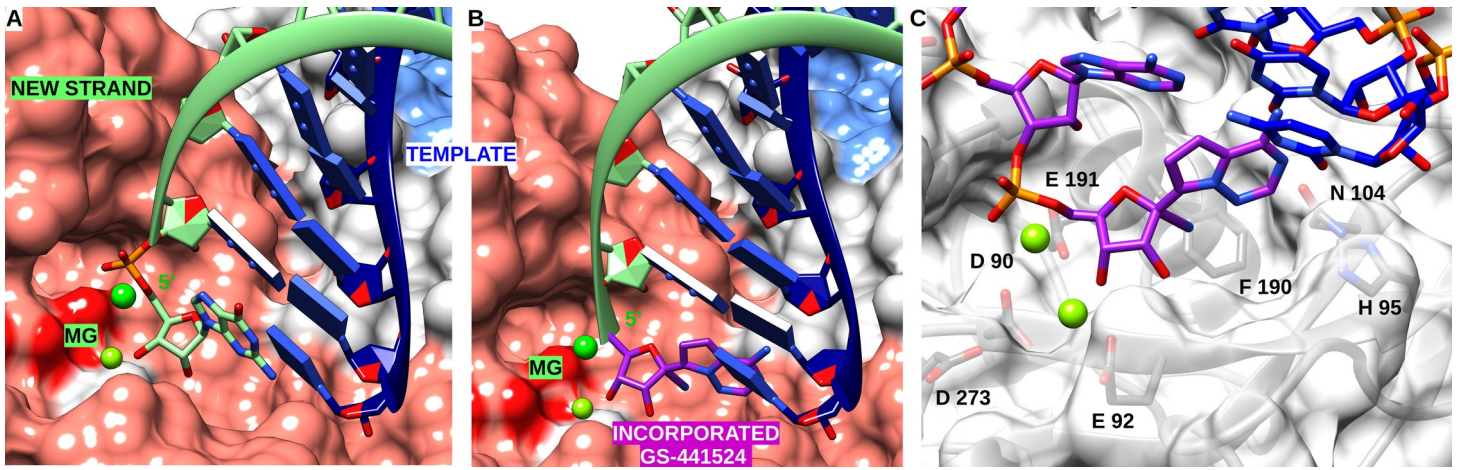 A
NEW STRAND
5'
MG
B
TEMPLATE
5'
MG
INCORPORATED
GS-441524
C
E 191
N 104
D 90
F 190
H 95
D 273
E 92